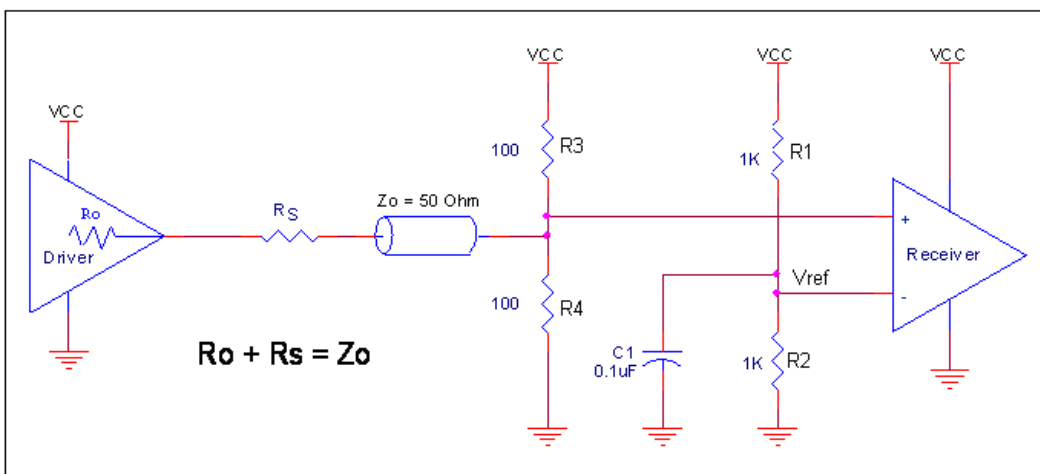 VCC
VCC
VCC
VCC
100
R3
1K
R1
Zo = 50 Ohm
Ro
RS
Driver
+
Receiver
Vref
-
100
R4
C1
0.1uF
1K
R2
Ro + Rs = Zo